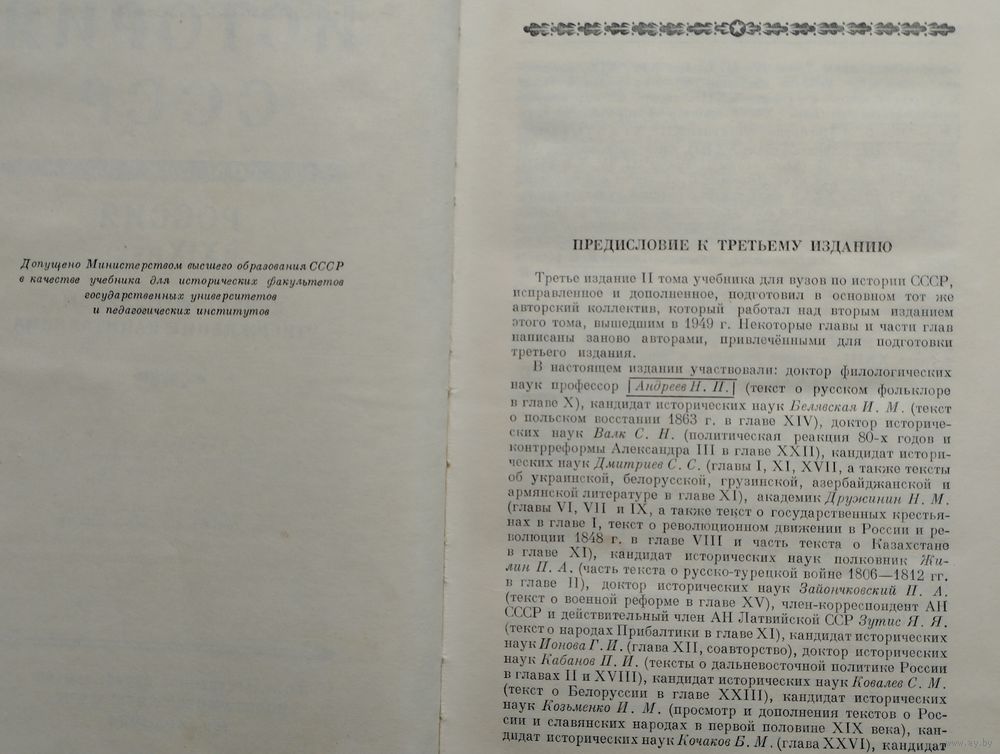 Допущено Министерством высшего образования СССР
в качестве учебника для исторических факультетов
государственных университетов
и педагогических институтов
ПРЕДИСЛОВИЕ К ТРЕТЬЕМУ ИЗДАНИЮ
Третье издание II тома учебника для вузов по истории СССР,
исправленное и дополненное, подготовил в основном тот же
авторский коллектив, который работал над вторым изданием
этого тома, вышедшим в 1949 г. Некоторые главы и части глав
написаны заново авторами, привлечёнными для подготовки
третьего издания.
В настоящем издании участвовали: доктор филологических
наук профессор Андреев Н. П. (текст о русском фольклоре
в главе X), кандидат исторических наук Белявская И. М. (текст
о польском восстании 1863 г. в главе XIV), доктор историче-
ских наук Валк С. Н. (политическая реакция 80-х годов и
контрреформы Александра III в главе XXII), кандидат истори-
ческих наук Дмитриев С. С. (главы I, XI, XVII, а также тексты
об украинской, белорусской, грузинской, азербайджанской и
армянской литературе в главе XI), академик Дружинин Н. М.
(главы VI, VII и IX, а также текст о государственных крестья-
нах в главе I, текст о революционном движении в России и ре-
волюции 1848 г. в главе VIII и часть текста о Казахстане
в главе XI), кандидат исторических наук полковник Жи-
лин П. А. (часть текста о русско-турецкой войне 1806—1812 гг.
в главе II), доктор исторических наук Зайончковский П. А.
(текст о военной реформе в главе XV), член-корреспондент АН
СССР и действительный член АН Латвийской ССР Зутис Я. Я.
(текст о народах Прибалтики в главе XI), кандидат исторических
наук Ионова Г. И. (глава XII, соавторство), доктор исторических
наук Кабанов П. И. (тексты о дальневосточной политике России
в главах II и XVIII), кандидат исторических наук Ковалев С. М.
(текст о Белоруссии в главе XXIII), кандидат исторических
наук Козьменко И. М. (просмотр и дополнения текстов о Рос-
сии и славянских народах в первой половине XIX века), кан-
дидат исторических наук Кочаков Б. М. (глава XXVI), кандидат
www.ay.by